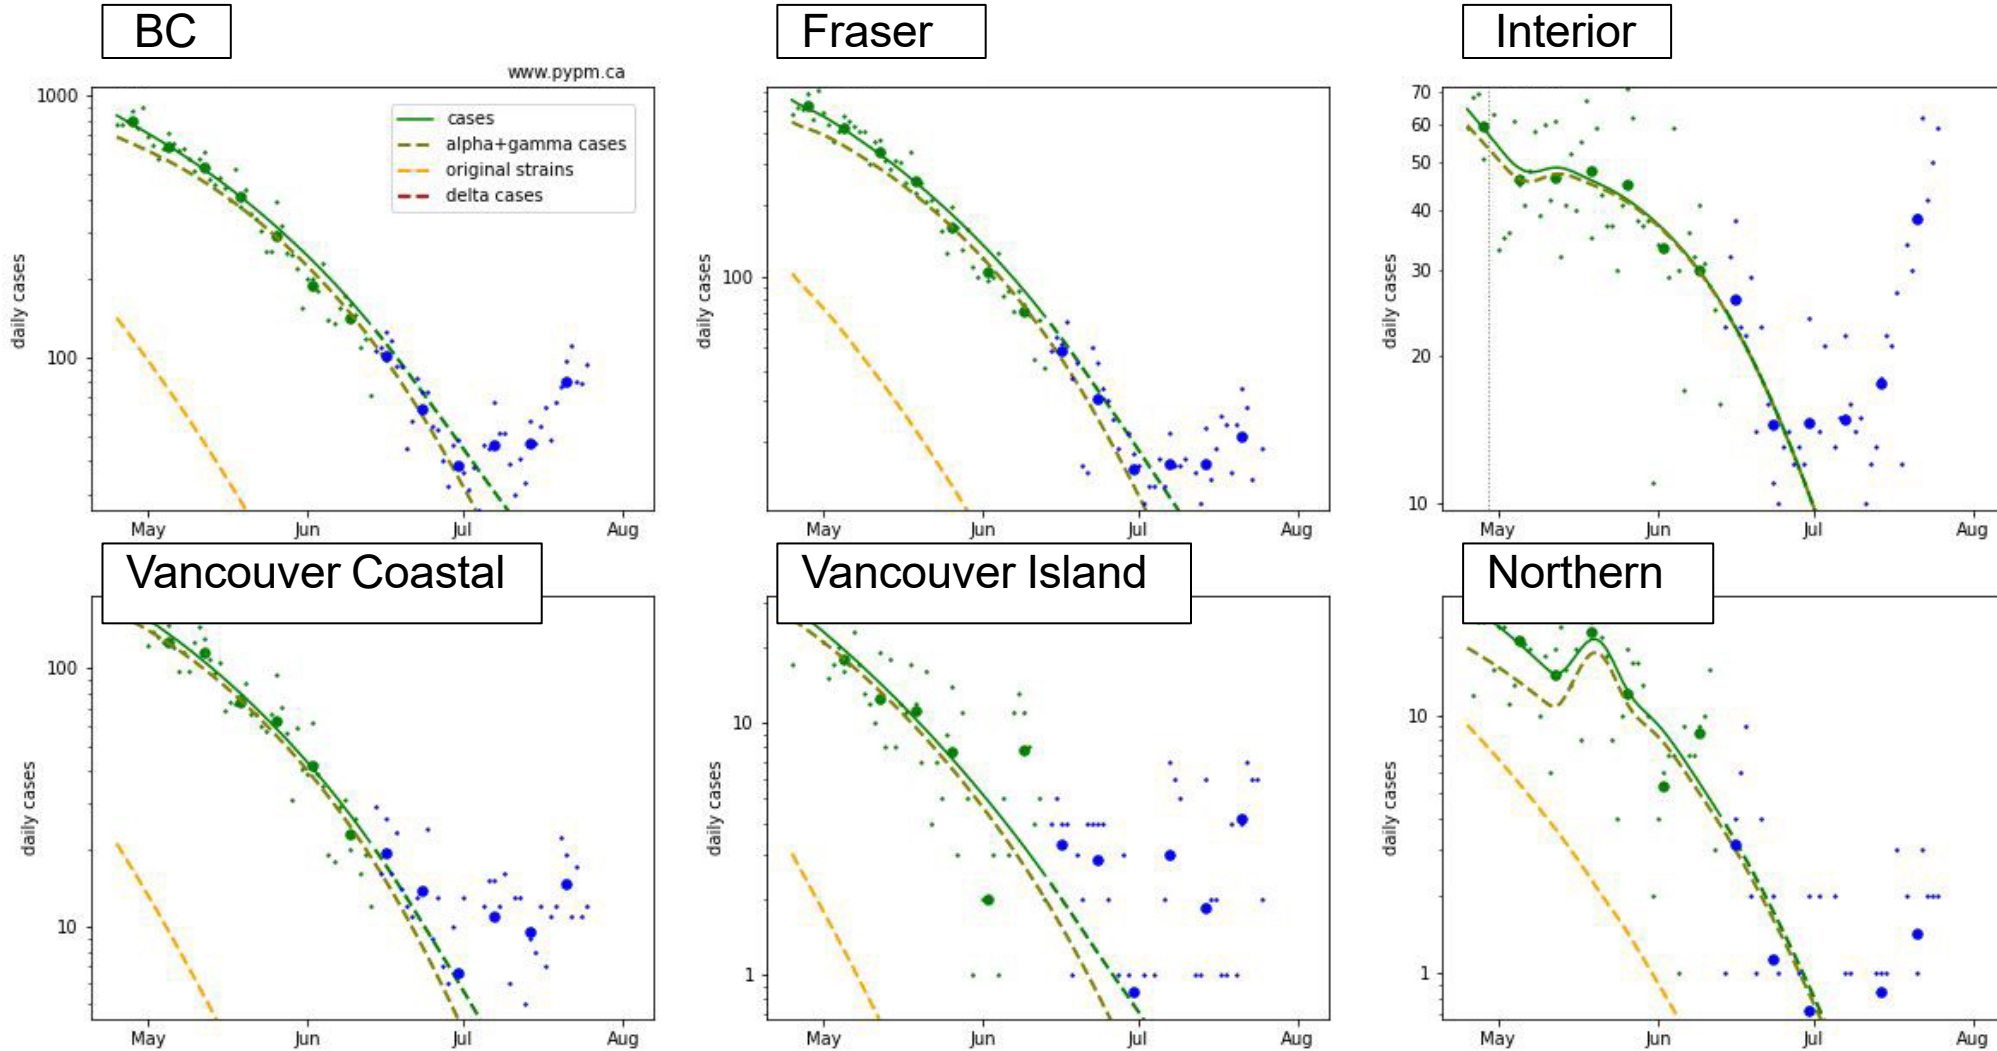 BC
www.pypm.ca
1000
100
daily cases
cases
alpha+gamma cases
original strains
delta cases
May
Jun
Jul
Aug
Fraser
100
daily cases
May
Jun
Jul
Aug
Interior
70
60
50
40
30
20
10
daily cases
May
Jun
Jul
Aug
Vancouver Coastal
100
10
daily cases
May
Jun
Jul
Aug
Vancouver Island
10
1
daily cases
May
Jun
Jul
Aug
Northern
10
1
daily cases
May
Jun
Jul
Aug